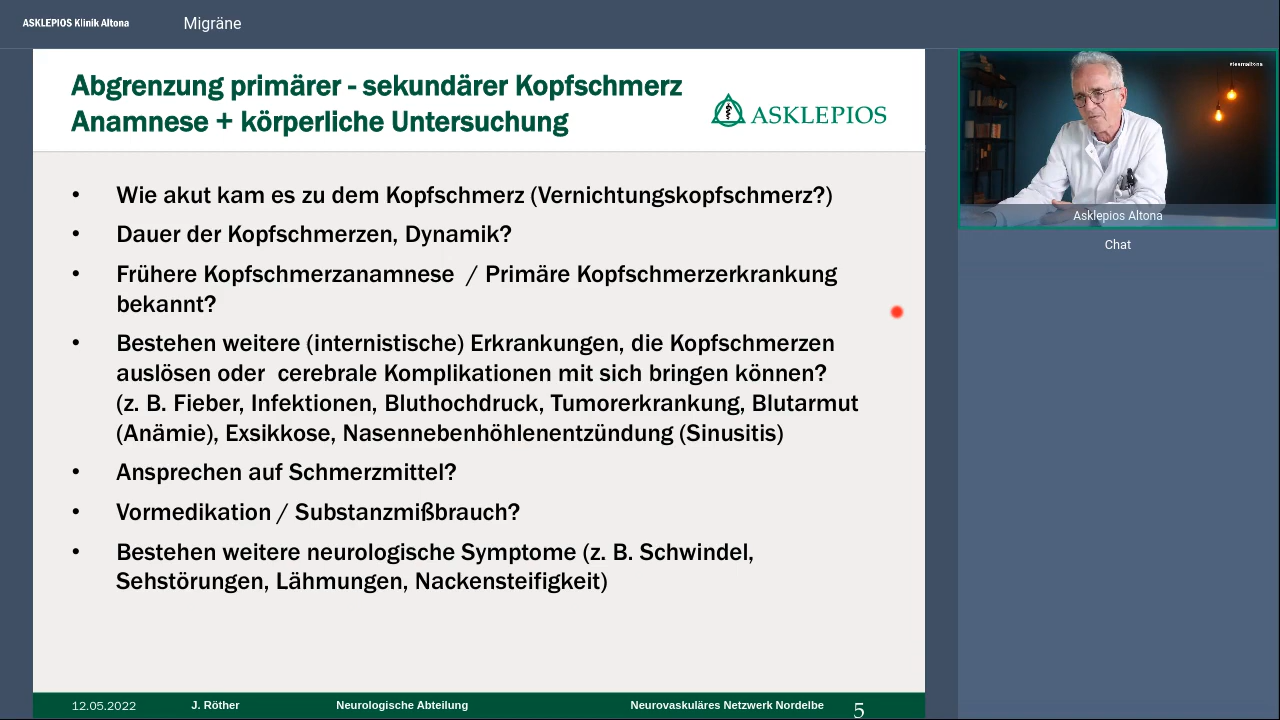 ASKLEPIOS Klinik Altona
Migräne
Abgrenzung primärer - sekundärer Kopfschmerz
Anamnese + körperliche Untersuchung
ASKLEPIOS
#teamaltona
Asklepios Altona
Chat
• Wie akut kam es zu dem Kopfschmerz (Vernichtungskopfschmerz?)
• Dauer der Kopfschmerzen, Dynamik?
• Frühere Kopfschmerzanamnese / Primäre Kopfschmerzerkrankung
bekannt?
• Bestehen weitere (internistische) Erkrankungen, die Kopfschmerzen
auslösen oder cerebrale Komplikationen mit sich bringen können?
(z. B. Fieber, Infektionen, Bluthochdruck, Tumorerkrankung, Blutarmut
(Anämie), Exsikkose, Nasennebenhöhlenentzündung (Sinusitis)
• Ansprechen auf Schmerzmittel?
• Vormedikation / Substanzmißbrauch?
• Bestehen weitere neurologische Symptome (z. B. Schwindel,
Sehstörungen, Lähmungen, Nackensteifigkeit)
12.05.2022 J. Röther Neurologische Abteilung Neurovaskuläres Netzwerk Nordelbe 5